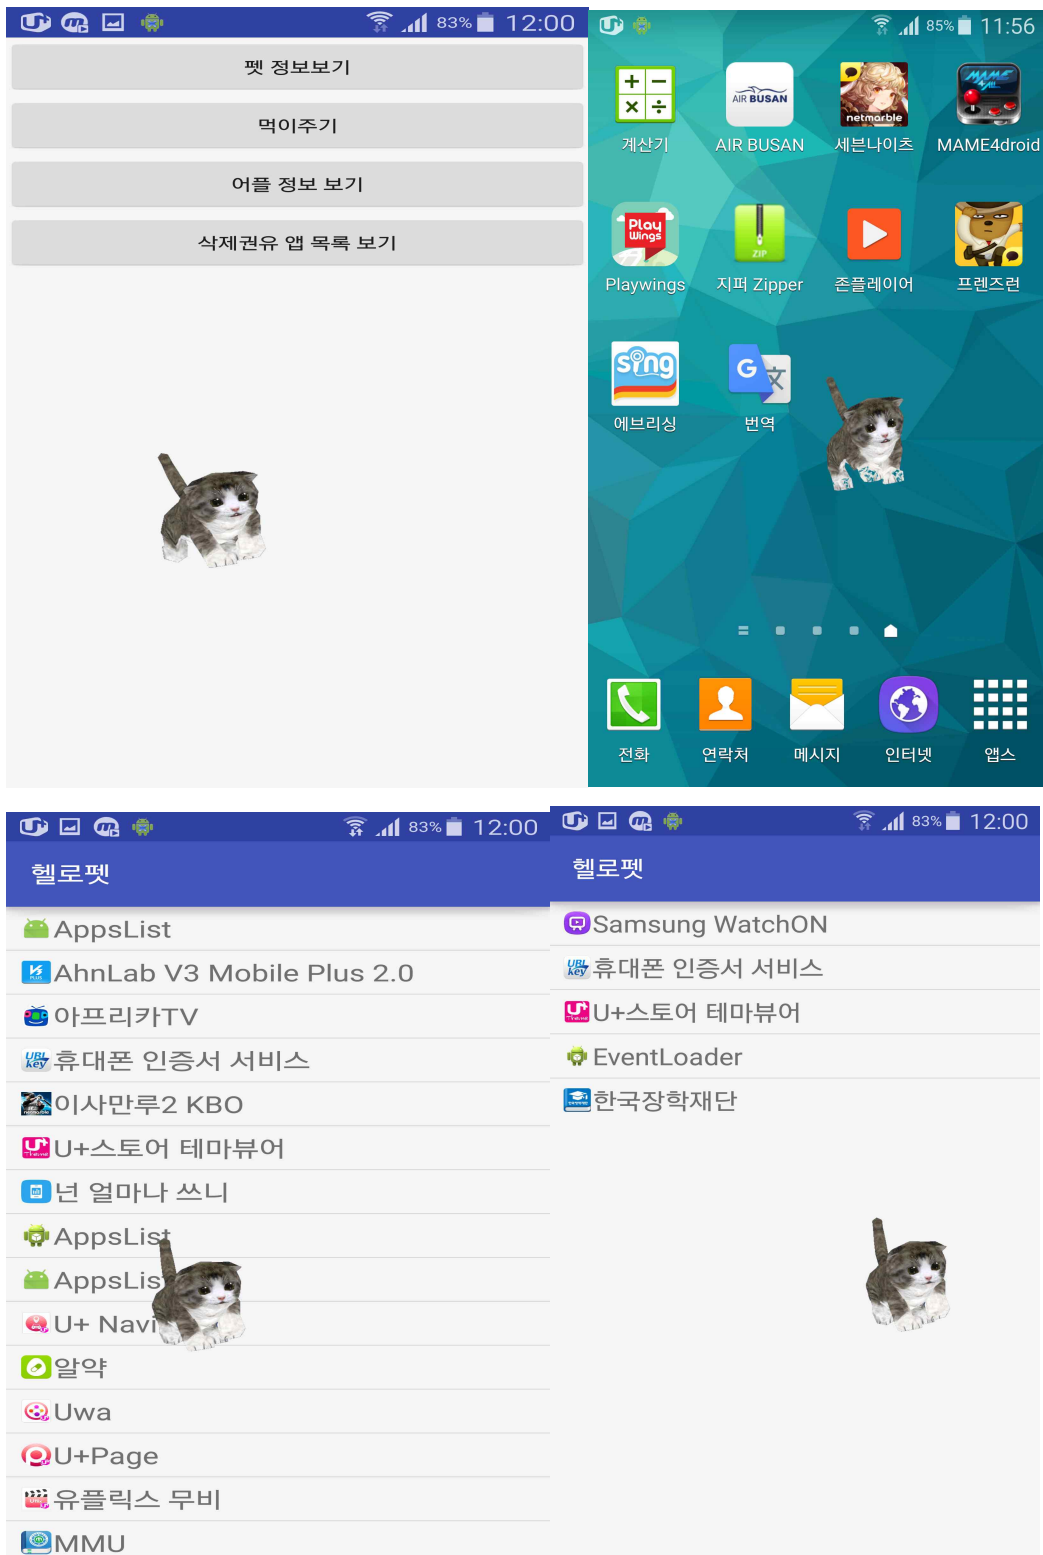 83% 12:00
펫 정보보기
먹이주기
어플 정보 보기
삭제권유 앱 목록 보기
85% 11:56
AIR BUSAN
netmarble
MAME
계산기 AIR BUSAN 세븐나이츠 MAME4droid
Play
Wings
ZIP
Playwings 지퍼 Zipper 존플레이어 프렌즈런
sing
G 文
에브리싱 번역
전화 연락처 메시지 인터넷 앱스
83% 12:00
헬로펫
AppsList
AhnLab V3 Mobile Plus 2.0
아프리카TV
휴대폰 인증서 서비스
이사만루2 KBO
U+스토어 테마뷰어
넌 얼마나 쓰니
AppsList
AppsLis
U+ Navi
알약
Uwa
U+Page
유플릭스 무비
MMU
83% 12:00
헬로펫
Samsung WatchON
휴대폰 인증서 서비스
U+스토어 테마뷰어
EventLoader
한국장학재단